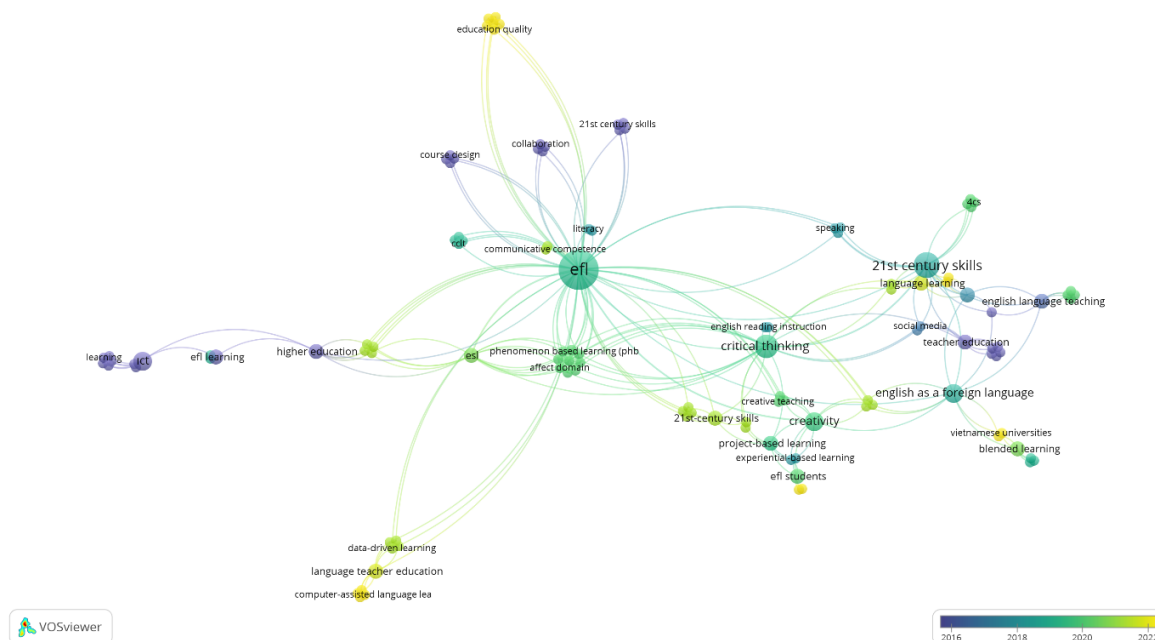 education quality
21st century skills
collaboration
course design
4cs
literacy
speaking
cclt
communicative competence
efl
21st century skills
language learning
english language teaching
english reading instruction
social media
critical thinking
teacher education
learning
ict
efl learning
higher education
esl
phenomenon based learning (phb
affect domain
english as a foreign language
creative teaching
21st-century skills
creativity
vietnamese universities
project-based learning
blended learning
experiential-based learning
efl students
data-driven learning
language teacher education
computer-assisted language lea
VOSviewer
2016 2018 2020